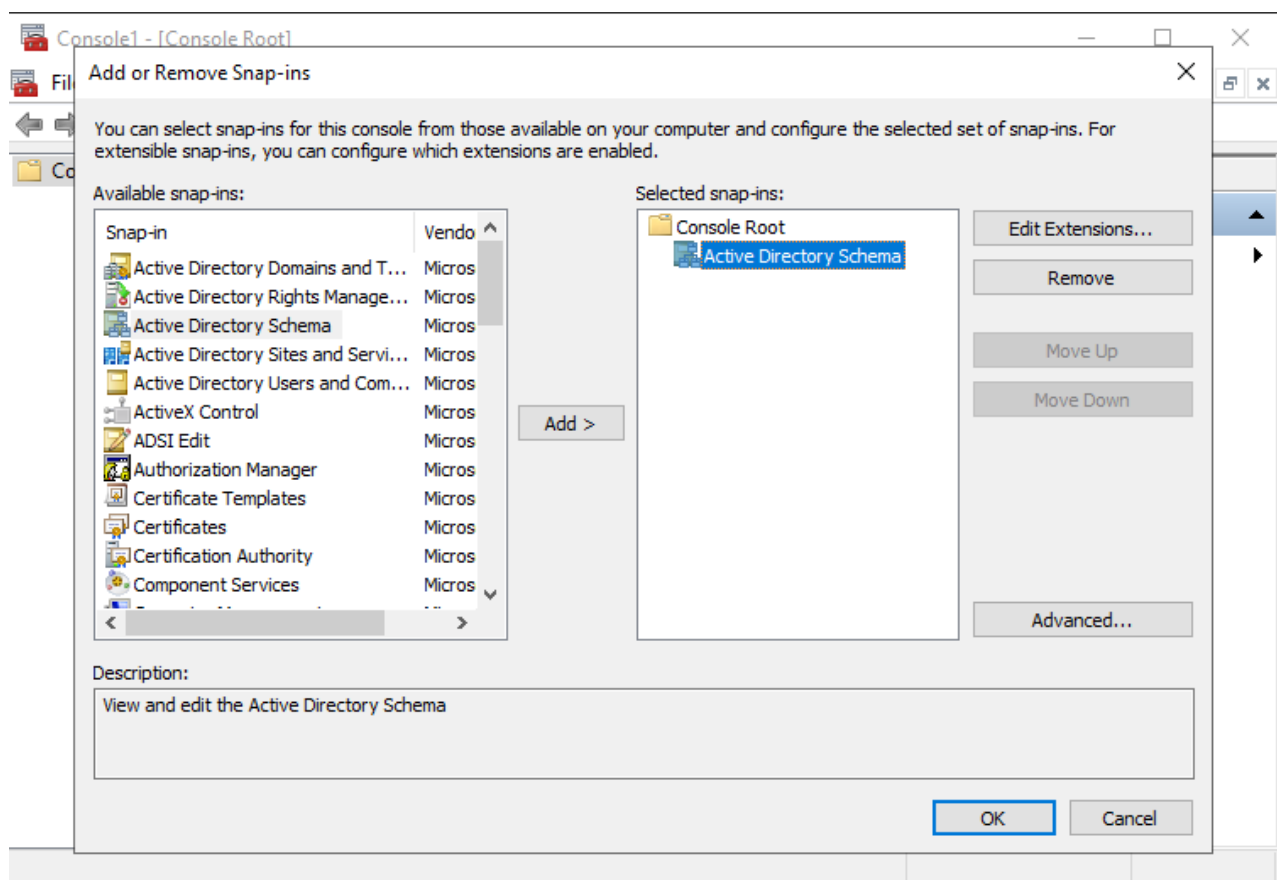 Console1 - [Console Root]
Add or Remove Snap-ins
Fil
You can select snap-ins for this console from those available on your computer and configure the selected set of snap-ins. For
extensible snap-ins, you can configure which extensions are enabled.
Co
Available snap-ins:
Selected snap-ins:
Snap-in Vendo
Active Directory Domains and T... Micros
Active Directory Rights Manage... Micros
Active Directory Schema Micros
Active Directory Sites and Servi... Micros
Active Directory Users and Com... Micros
ActiveX Control Micros
ADSI Edit Micros
Authorization Manager Micros
Certificate Templates Micros
Certificates Micros
Certification Authority Micros
Component Services Micros
Add >
Console Root
Active Directory Schema
Edit Extensions...
Remove
Move Up
Move Down
Advanced...
Description:
View and edit the Active Directory Schema
OK
Cancel